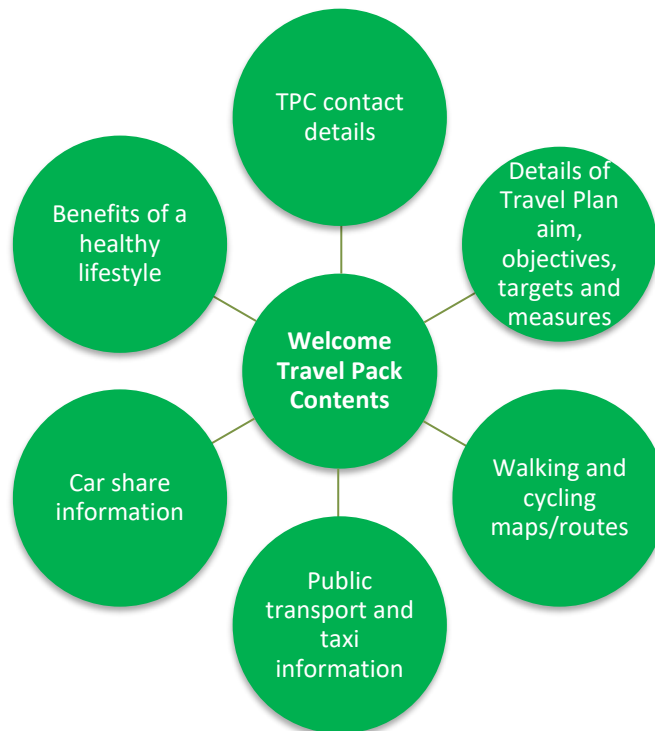 TPC contact
details
Details of
Travel Plan
aim,
objectives,
targets and
measures
Benefits of a
healthy
lifestyle
Welcome
Travel Pack
Contents
Car share
information
Walking and
cycling
maps/routes
Public
transport and
taxi
information